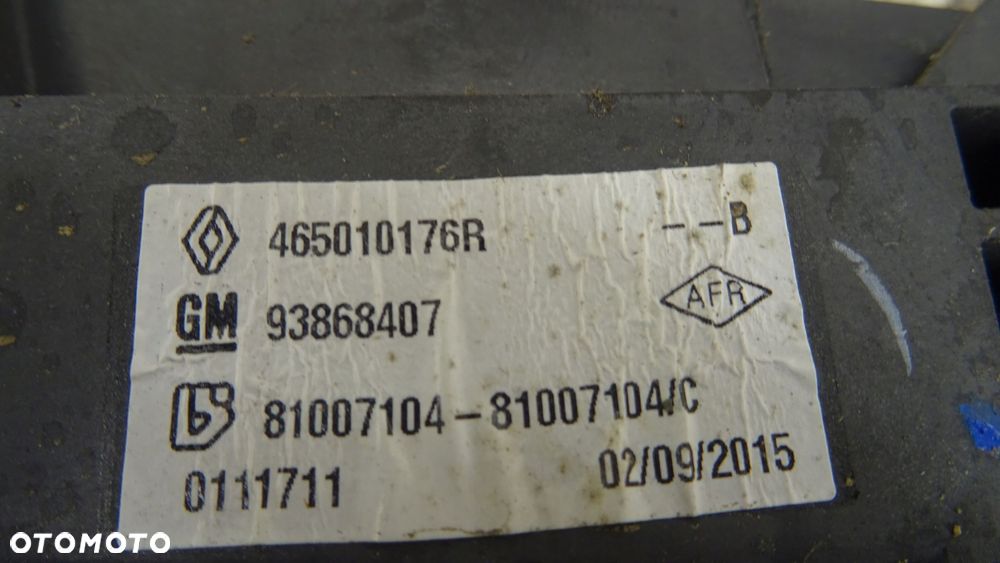 465010176R --B
GM 93868407 AFR
81007104-81007104/C
0111711 02/09/2015
OTOMOTO